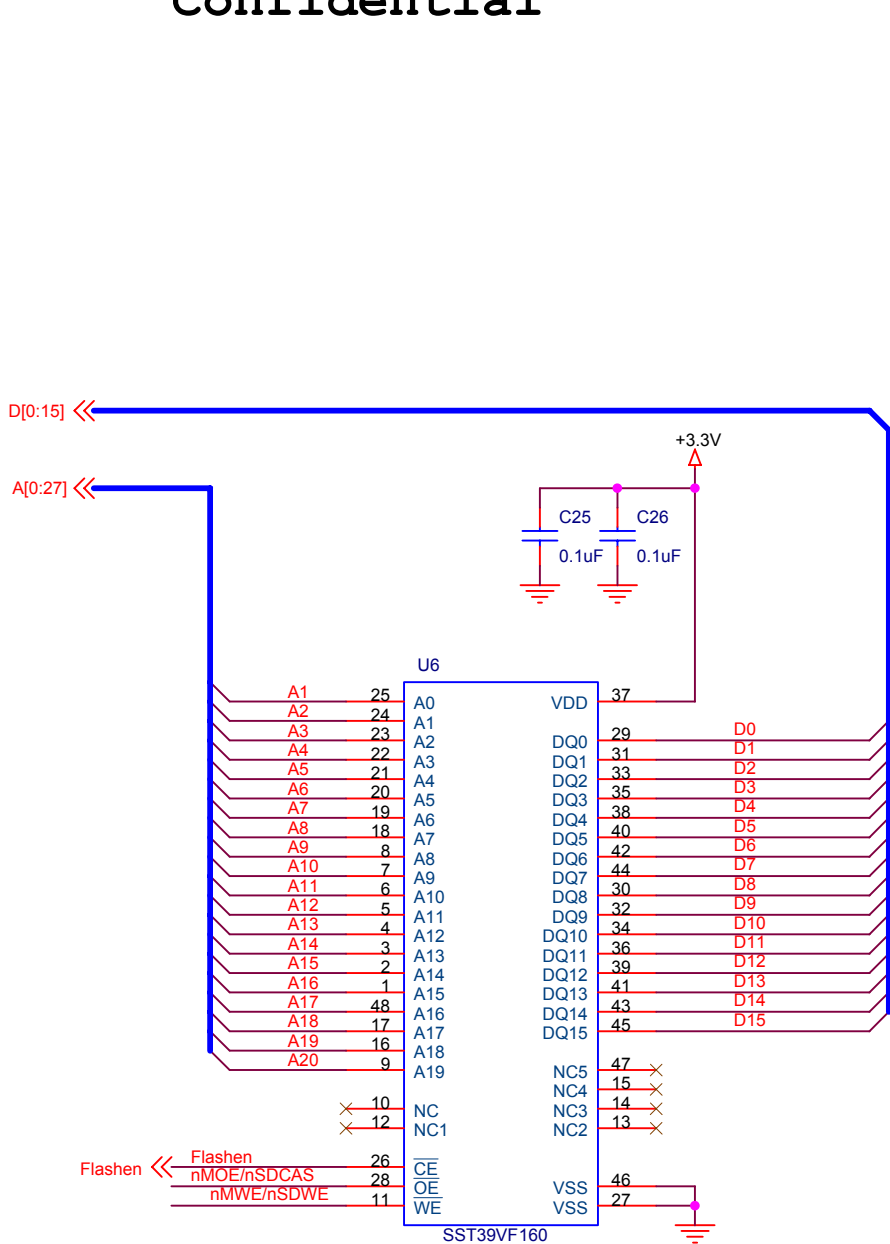 Confidential
D[0:15]
+3.3V
A[0:27]
C25 C26
0.1uF 0.1uF
U6
A1 25 A0 VDD 37
A2 24 A1
A3 23 A2 DQ0 29 D0
A4 22 A3 DQ1 31 D1
A5 21 A4 DQ2 33 D2
A6 20 A5 DQ3 35 D3
A7 19 A6 DQ4 38 D4
A8 18 A7 DQ5 40 D5
A9 8 A8 DQ6 42 D6
A10 7 A9 DQ7 44 D7
A11 6 A10 DQ8 30 D8
A12 5 A11 DQ9 32 D9
A13 4 A12 DQ10 34 D10
A14 3 A13 DQ11 36 D11
A15 2 A14 DQ12 39 D12
A16 1 A15 DQ13 41 D13
A17 48 A16 DQ14 43 D14
A18 17 A17 DQ15 45 D15
A19 16 A18
A20 9 A19 NC5 47
NC4 15
10 NC NC3 14
12 NC1 NC2 13
Flashen Flashen 26 CE
nMOE/nSDCAS 28 OE VSS 46
nMWE/nSDWE 11 WE VSS 27
SST39VF160